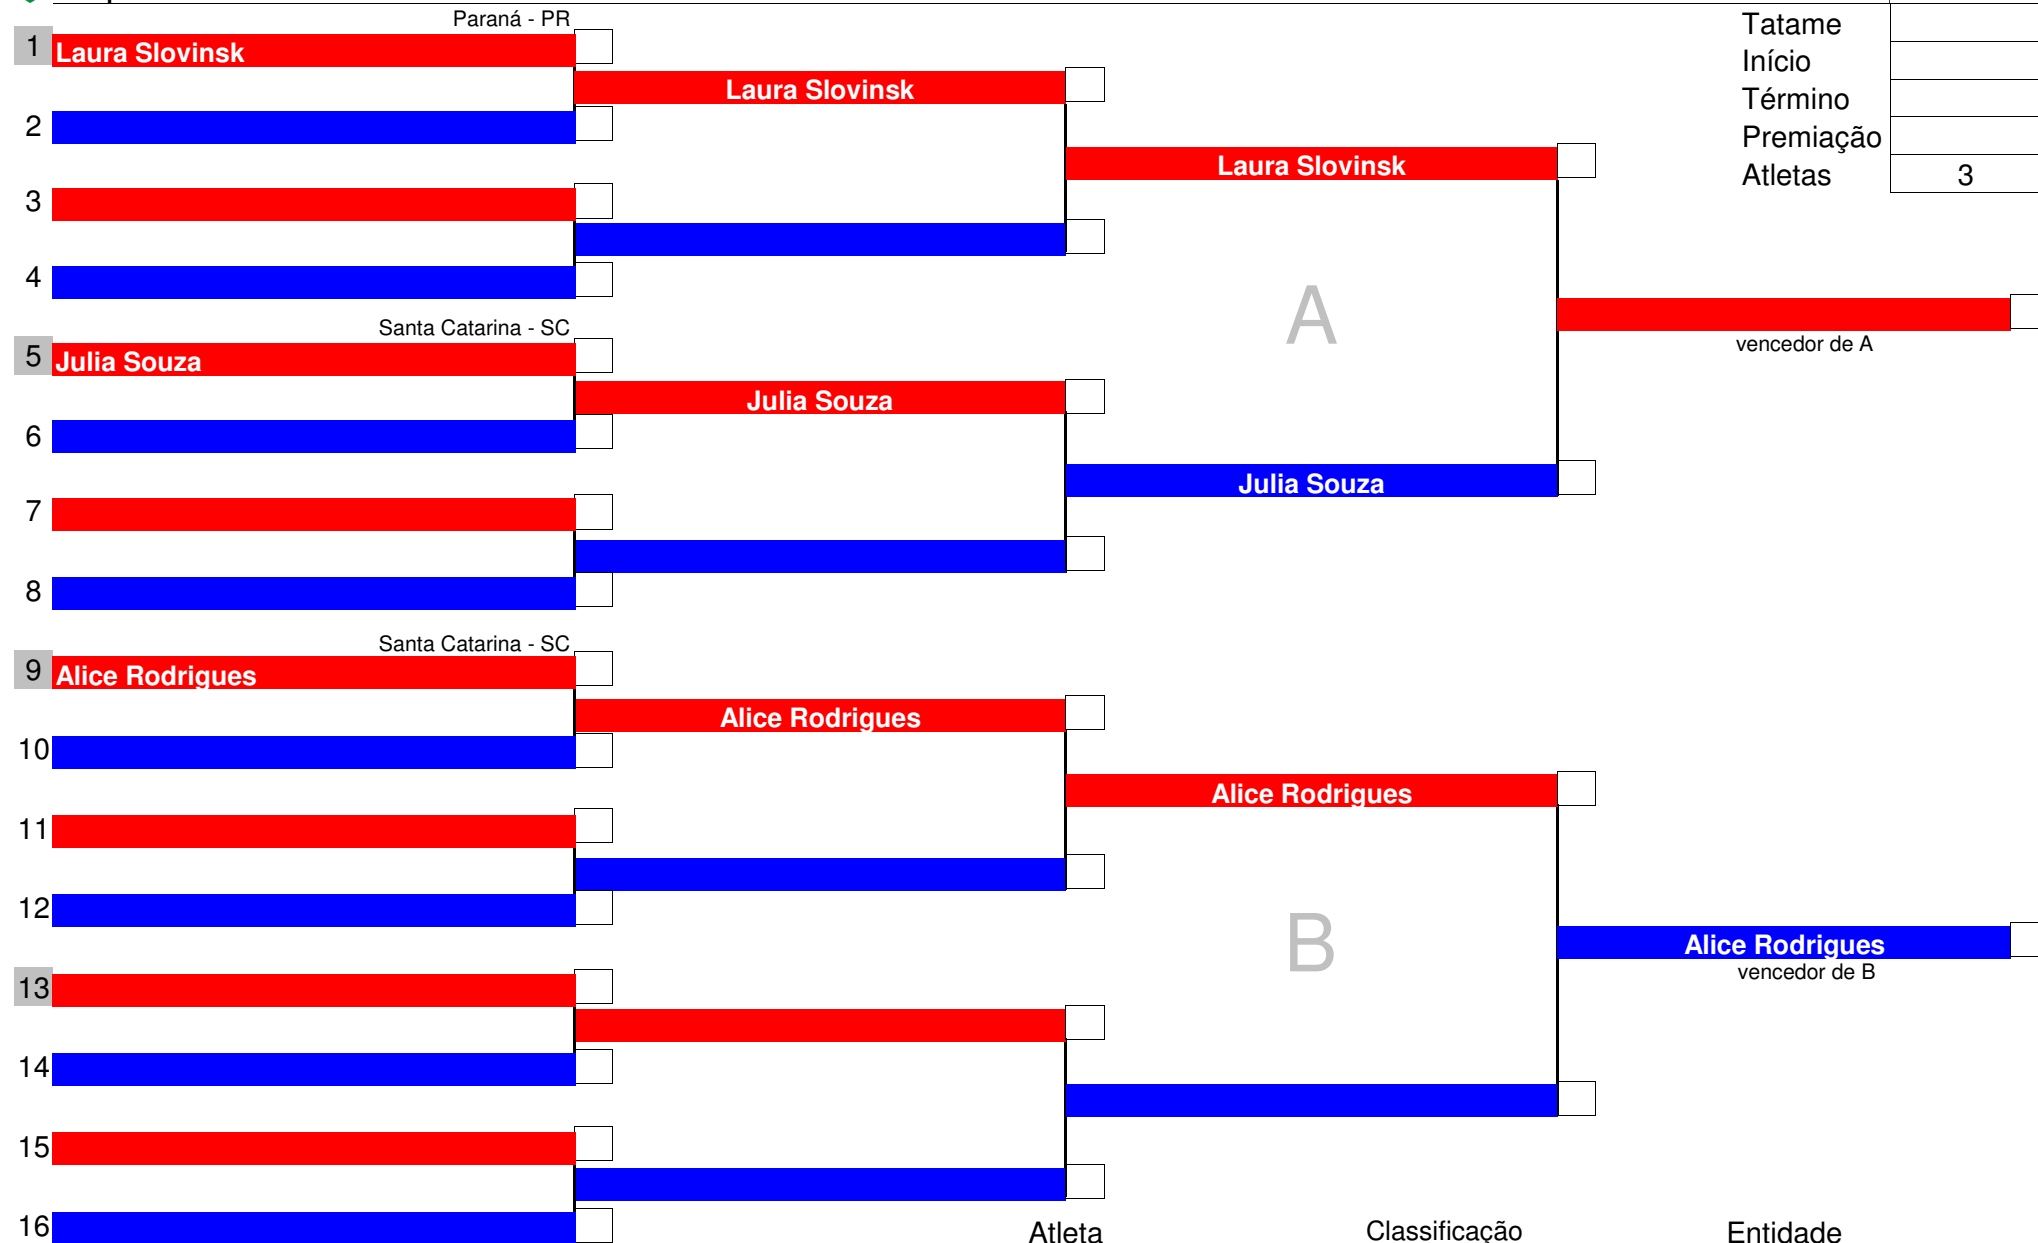 Paraná - PR
Tatame
1 Laura Slovinsk
Início
Laura Slovinsk
Término
2
Premiação
Laura Slovinsk
Atletas 3
3
4
A
Santa Catarina - SC
vencedor de A
5 Julia Souza
Julia Souza
6
Julia Souza
7
8
Santa Catarina - SC
9 Alice Rodrigues
Alice Rodrigues
10
Alice Rodrigues
11
12
B
Alice Rodrigues
vencedor de B
13
14
15
16
Atleta Classificação Entidade